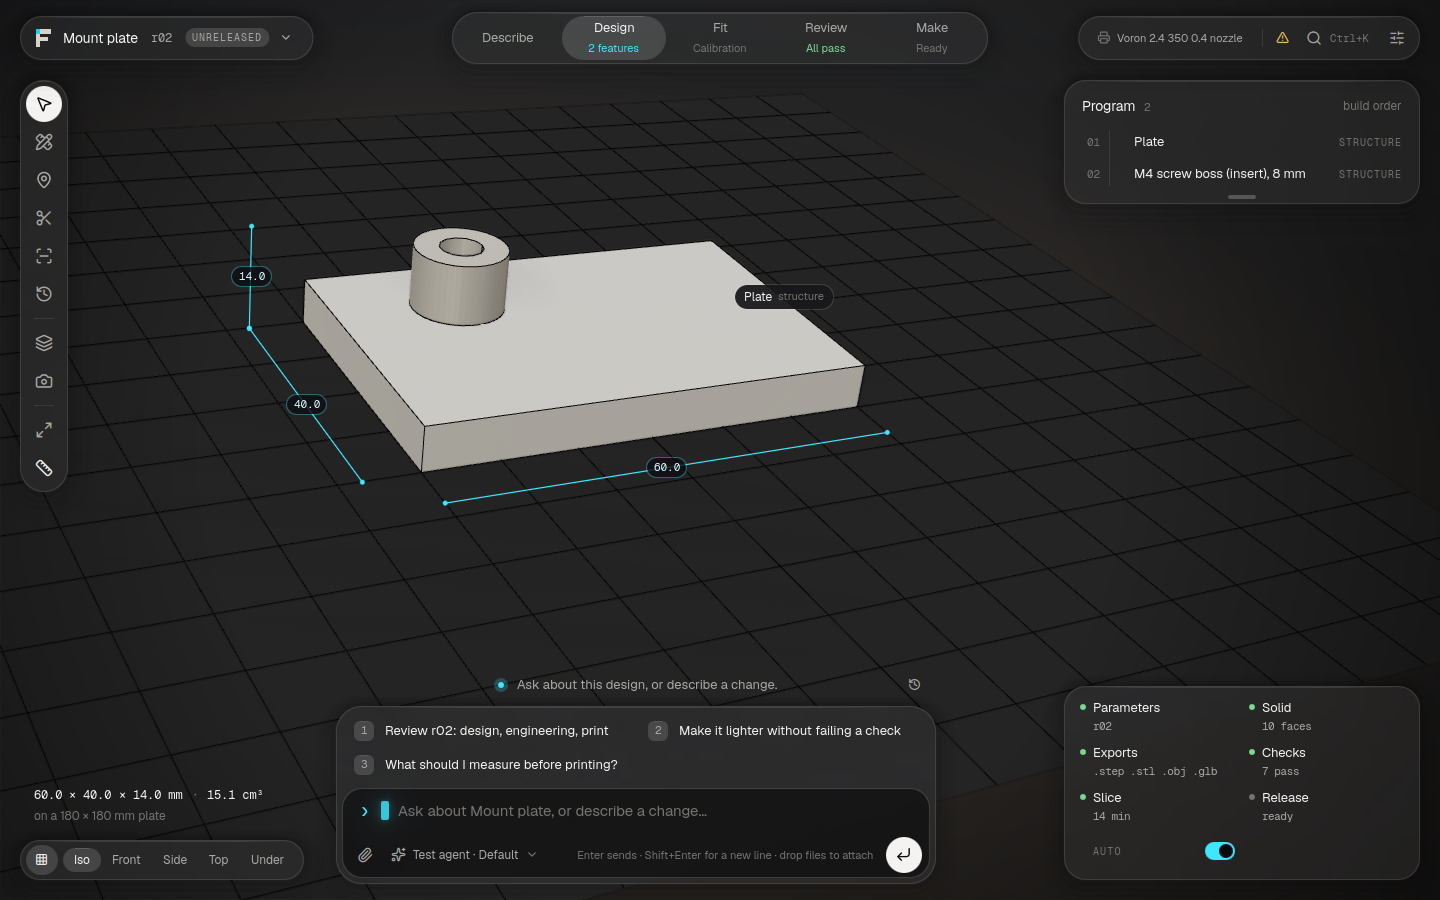 Mount plate r02 UNRELEASED
Describe
Design
2 features
Fit
Calibration
Review
All pass
Make
Ready
Voron 2.4 350 0.4 nozzle
Ctrl+K
Program 2 build order
01 Plate STRUCTURE
02 M4 screw boss (insert), 8 mm STRUCTURE
14.0
Plate structure
40.0
60.0
Ask about this design, or describe a change.
1 Review r02: design, engineering, print
2 Make it lighter without failing a check
3 What should I measure before printing?
Ask about Mount plate, or describe a change...
Test agent · Default
Enter sends · Shift+Enter for a new line · drop files to attach
60.0 × 40.0 × 14.0 mm · 15.1 cm³
on a 180 × 180 mm plate
Iso Front Side Top Under
Parameters
r02
Solid
10 faces
Exports
.step .stl .obj .glb
Checks
7 pass
Slice
14 min
Release
ready
AUTO